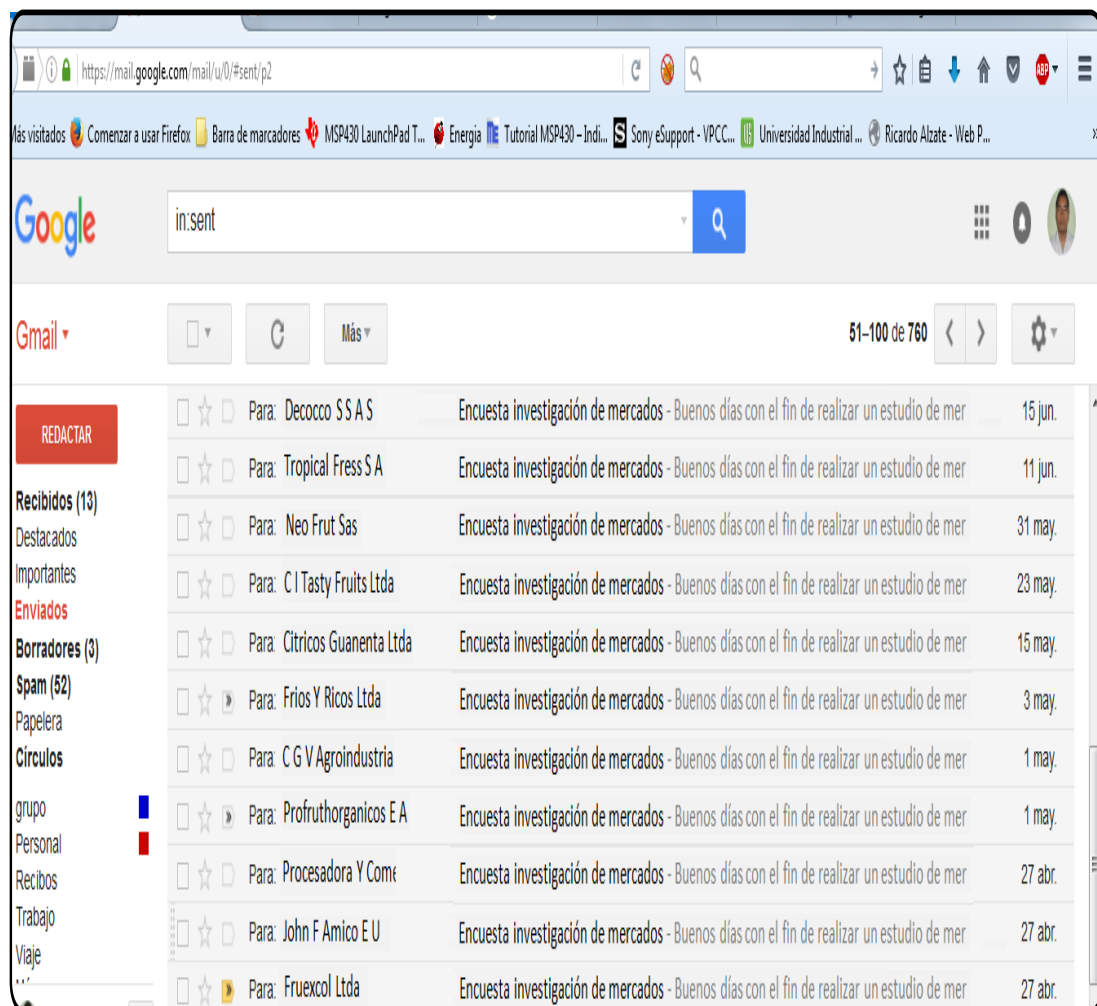 https://mail.google.com/mail/u/0/#sent/p2
ABP
Más visitados Comenzar a usar Firefox Barra de marcadores MSP430 LaunchPad T... Energia Tutorial MSP430 – Indi... Sony eSupport - VPCC... Universidad Industrial ... Ricardo Alzate - Web P... »
Google in:sent
Gmail Más 51–100 de 760
REDACTAR
Recibidos (13)
Destacados
Importantes
Enviados
Borradores (3)
Spam (52)
Papelera
Círculos
grupo
Personal
Recibos
Trabajo
Viaje
Para: Decocco S S A S Encuesta investigación de mercados - Buenos días con el fin de realizar un estudio de mer 15 jun.
Para: Tropical Fress S A Encuesta investigación de mercados - Buenos días con el fin de realizar un estudio de mer 11 jun.
Para: Neo Frut Sas Encuesta investigación de mercados - Buenos días con el fin de realizar un estudio de mer 31 may.
Para: C I Tasty Fruits Ltda Encuesta investigación de mercados - Buenos días con el fin de realizar un estudio de mer 23 may.
Para: Citricos Guanenta Ltda Encuesta investigación de mercados - Buenos días con el fin de realizar un estudio de mer 15 may.
Para: Frios Y Ricos Ltda Encuesta investigación de mercados - Buenos días con el fin de realizar un estudio de mer 3 may.
Para: C G V Agroindustria Encuesta investigación de mercados - Buenos días con el fin de realizar un estudio de mer 1 may.
Para: Profruthorganicos E A Encuesta investigación de mercados - Buenos días con el fin de realizar un estudio de mer 1 may.
Para: Procesadora Y Come Encuesta investigación de mercados - Buenos días con el fin de realizar un estudio de mer 27 abr.
Para: John F Amico E U Encuesta investigación de mercados - Buenos días con el fin de realizar un estudio de mer 27 abr.
Para: Fruexcol Ltda Encuesta investigación de mercados - Buenos días con el fin de realizar un estudio de mer 27 abr.